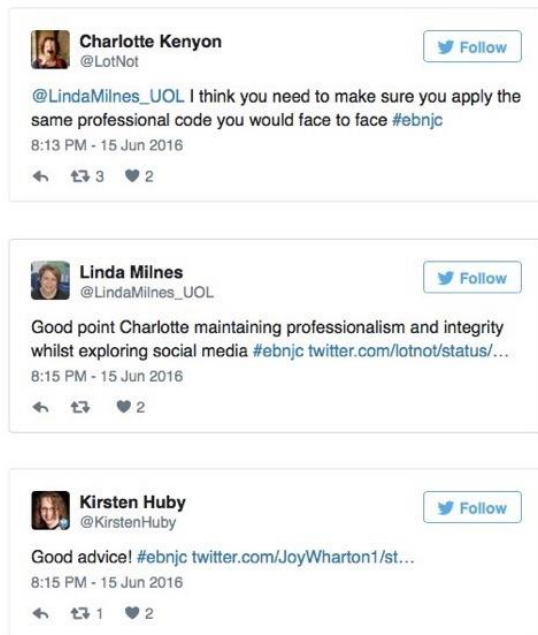 Charlotte Kenyon
Follow
@LotNot
@LindaMilnes_UOL I think you need to make sure you apply the
same professional code you would face to face #ebnjc
8:13 PM - 15 Jun 2016
3 2
Linda Milnes
Follow
@LindaMilnes_UOL
Good point Charlotte maintaining professionalism and integrity
whilst exploring social media #ebnjc twitter.com/lotnot/status/…
8:15 PM - 15 Jun 2016
2
Kirsten Huby
Follow
@KirstenHuby
Good advice! #ebnjc twitter.com/JoyWharton1/st…
8:15 PM - 15 Jun 2016
1 2